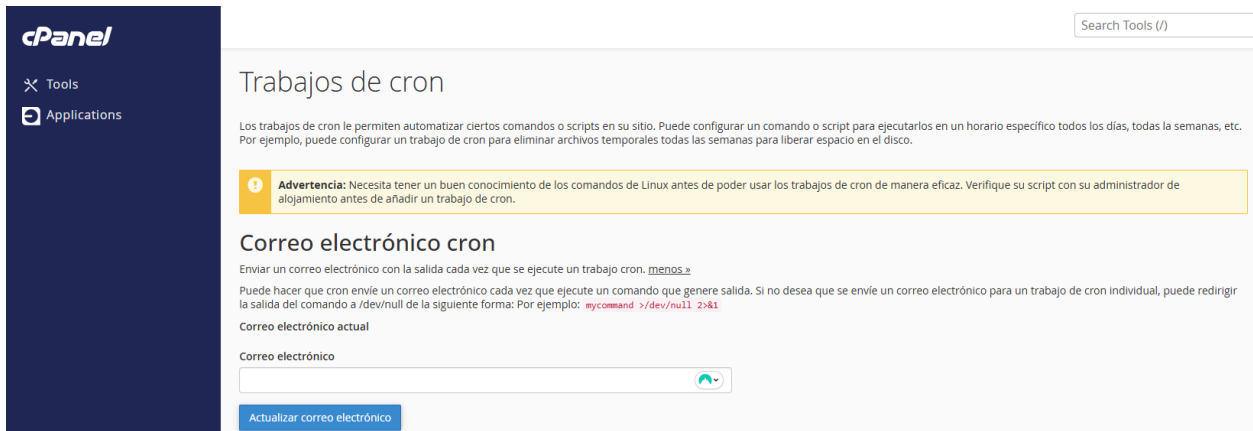 cPanel
Search Tools (/)
Tools
Applications
Trabajos de cron
Los trabajos de cron le permiten automatizar ciertos comandos o scripts en su sitio. Puede configurar un comando o script para ejecutarlos en un horario específico todos los días, todas la semanas, etc.
Por ejemplo, puede configurar un trabajo de cron para eliminar archivos temporales todas las semanas para liberar espacio en el disco.
Advertencia: Necesita tener un buen conocimiento de los comandos de Linux antes de poder usar los trabajos de cron de manera eficaz. Verifique su script con su administrador de
alojamiento antes de añadir un trabajo de cron.
Correo electrónico cron
Enviar un correo electrónico con la salida cada vez que se ejecute un trabajo cron. menos »
Puede hacer que cron envíe un correo electrónico cada vez que ejecute un comando que genere salida. Si no desea que se envíe un correo electrónico para un trabajo de cron individual, puede redirigir
la salida del comando a /dev/null de la siguiente forma: Por ejemplo: mycommand >/dev/null 2>&1
Correo electrónico actual
Correo electrónico
Actualizar correo electrónico